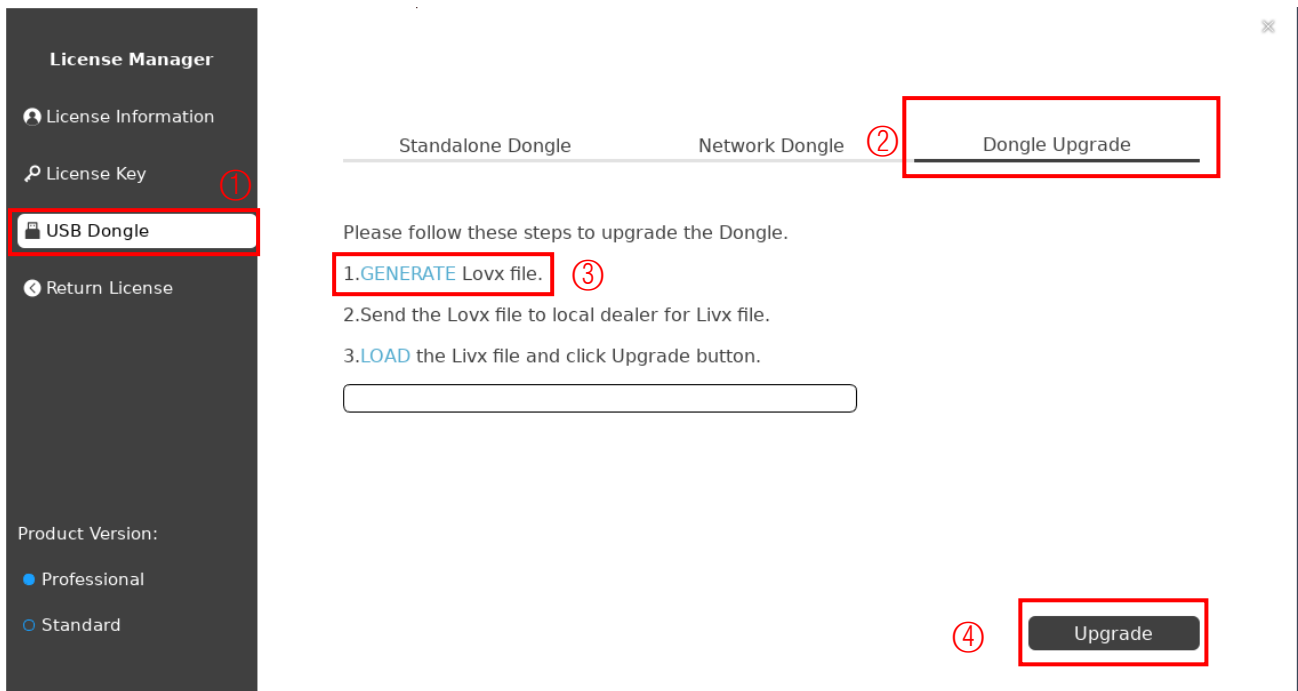 License Manager
License Information
License Key
①
USB Dongle
Return License
Product Version:
Professional
Standard
Standalone Dongle
Network Dongle
②
Dongle Upgrade
Please follow these steps to upgrade the Dongle.
1.GENERATE Lovx file.
③
2.Send the Lovx file to local dealer for Livx file.
3.LOAD the Livx file and click Upgrade button.
④
Upgrade